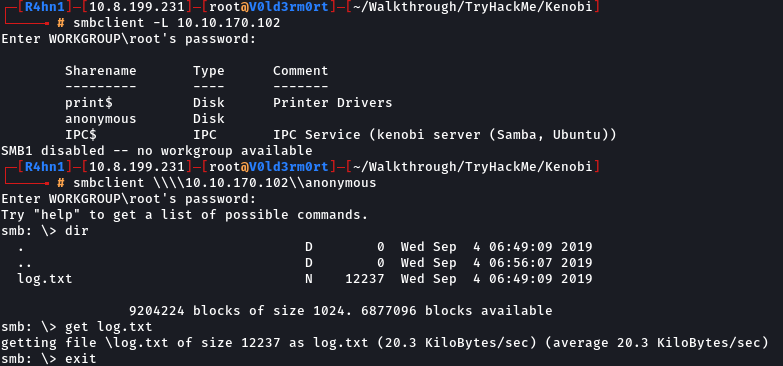 ┌─[R4hn1]─[10.8.199.231]─[root@V0ld3rm0rt]─[~/Walkthrough/TryHackMe/Kenobi]
└────╼ # smbclient -L 10.10.170.102
Enter WORKGROUP\root's password:
Sharename       Type      Comment
---------       ----      -------
print$          Disk      Printer Drivers
anonymous       Disk
IPC$            IPC       IPC Service (kenobi server (Samba, Ubuntu))
SMB1 disabled -- no workgroup available
┌─[R4hn1]─[10.8.199.231]─[root@V0ld3rm0rt]─[~/Walkthrough/TryHackMe/Kenobi]
└────╼ # smbclient \\\\10.10.170.102\\anonymous
Enter WORKGROUP\root's password:
Try "help" to get a list of possible commands.
smb: \> dir
.                                   D        0  Wed Sep  4 06:49:09 2019
..                                  D        0  Wed Sep  4 06:56:07 2019
log.txt                             N    12237  Wed Sep  4 06:49:09 2019
9204224 blocks of size 1024. 6877096 blocks available
smb: \> get log.txt
getting file \log.txt of size 12237 as log.txt (20.3 KiloBytes/sec) (average 20.3 KiloBytes/sec)
smb: \> exit